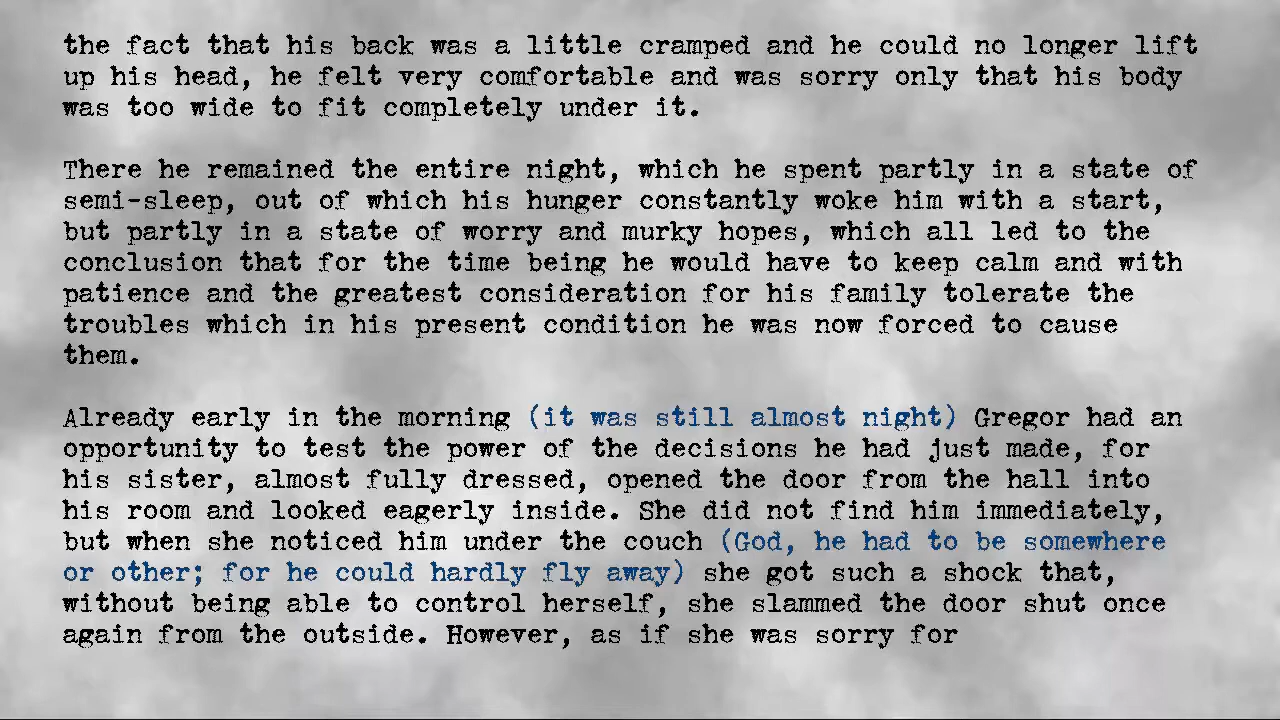 the fact that his back was a little cramped and he could no longer lift
up his head, he felt very comfortable and was sorry only that his body
was too wide to fit completely under it.
There he remained the entire night, which he spent partly in a state of
semi-sleep, out of which his hunger constantly woke him with a start,
but partly in a state of worry and murky hopes, which all led to the
conclusion that for the time being he would have to keep calm and with
patience and the greatest consideration for his family tolerate the
troubles which in his present condition he was now forced to cause
them.
Already early in the morning (it was still almost night) Gregor had an
opportunity to test the power of the decisions he had just made, for
his sister, almost fully dressed, opened the door from the hall into
his room and looked eagerly inside. She did not find him immediately,
but when she noticed him under the couch (God, he had to be somewhere
or other; for he could hardly fly away) she got such a shock that,
without being able to control herself, she slammed the door shut once
again from the outside. However, as if she was sorry for